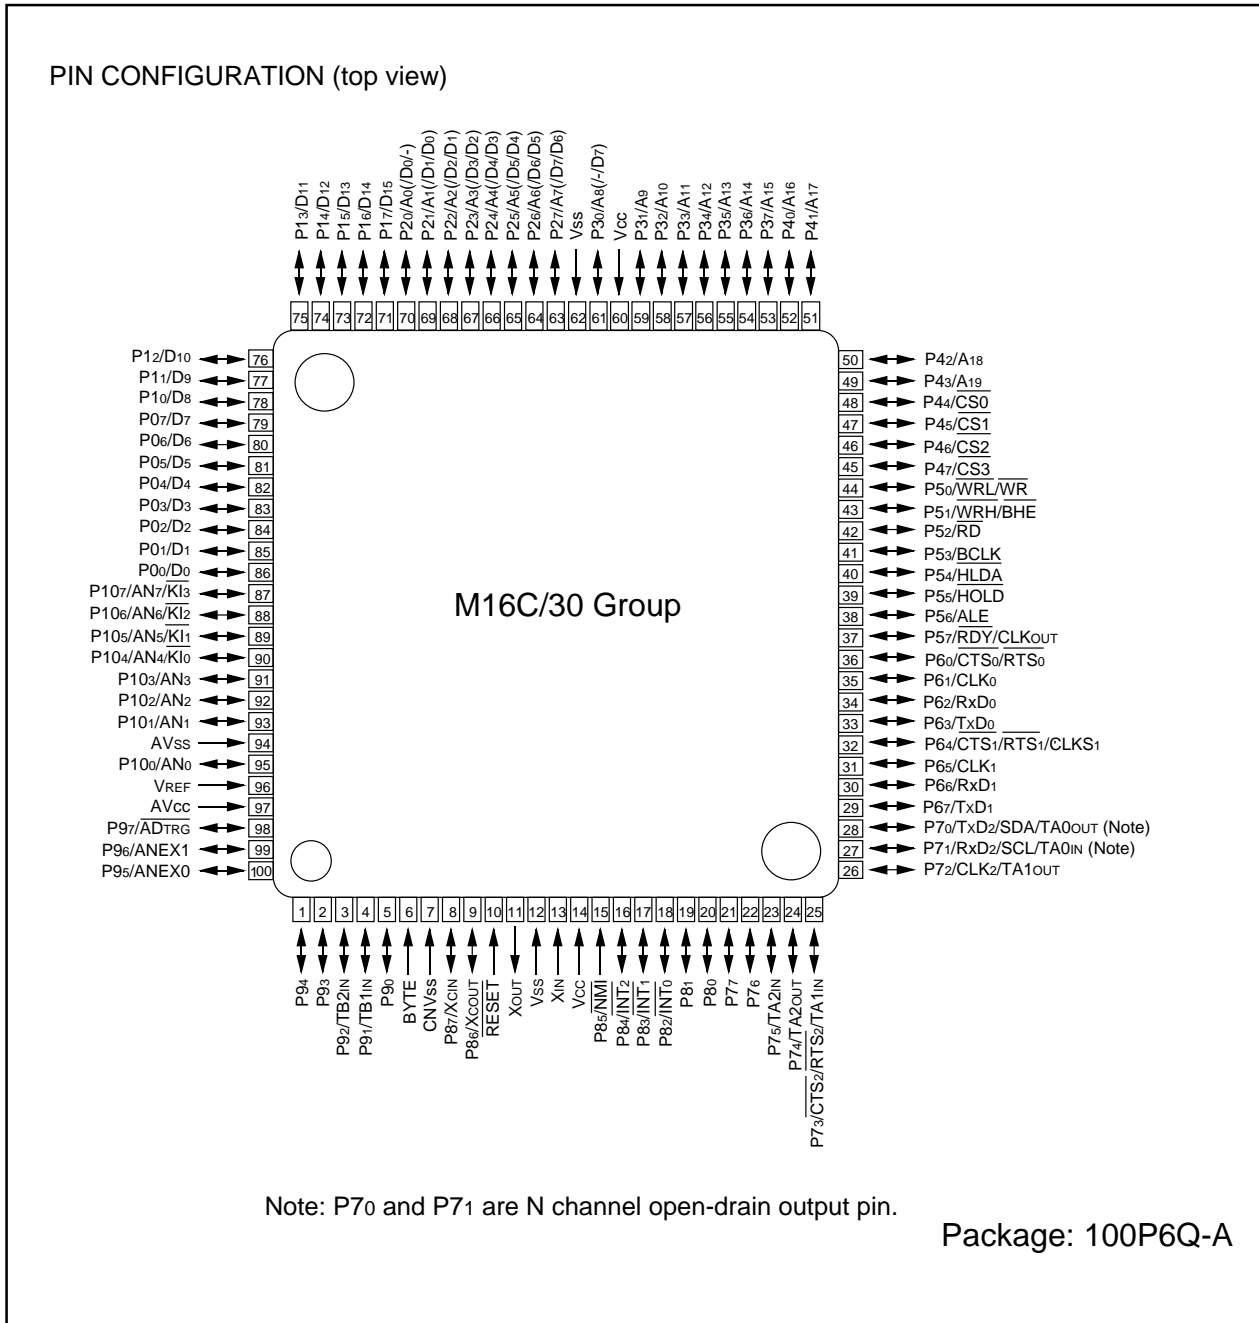 PIN CONFIGURATION (top view)
P13/D11
P14/D12
P15/D13
P16/D14
P17/D15
P20/A0(/D0/-)
P21/A1(/D1/D0)
P22/A2(/D2/D1)
P23/A3(/D3/D2)
P24/A4(/D4/D3)
P25/A5(/D5/D4)
P26/A6(/D6/D5)
P27/A7(/D7/D6)
Vss
P30/A8(/-/D7)
Vcc
P31/A9
P32/A10
P33/A11
P34/A12
P35/A13
P36/A14
P37/A15
P40/A16
P41/A17
75 74 73 72 71 70 69 68 67 66 65 64 63 62 61 60 59 58 57 56 55 54 53 52 51
P12/D10 76
P11/D9 77
P10/D8 78
P07/D7 79
P06/D6 80
P05/D5 81
P04/D4 82
P03/D3 83
P02/D2 84
P01/D1 85
P00/D0 86
P107/AN7/KI3 87
P106/AN6/KI2 88
P105/AN5/KI1 89
P104/AN4/KI0 90
P103/AN3 91
P102/AN2 92
P101/AN1 93
AVSS 94
P100/AN0 95
VREF 96
AVcc 97
P97/ADTRG 98
P96/ANEX1 99
P95/ANEX0 100
M16C/30 Group
50 P42/A18
49 P43/A19
48 P44/CS0
47 P45/CS1
46 P46/CS2
45 P47/CS3
44 P50/WRL/WR
43 P51/WRH/BHE
42 P52/RD
41 P53/BCLK
40 P54/HLDA
39 P55/HOLD
38 P56/ALE
37 P57/RDY/CLKOUT
36 P60/CTS0/RTS0
35 P61/CLK0
34 P62/RxD0
33 P63/TXD0
32 P64/CTS1/RTS1/CLKS1
31 P65/CLK1
30 P66/RxD1
29 P67/TXD1
28 P70/TXD2/SDA/TA0OUT (Note)
27 P71/RxD2/SCL/TA0IN (Note)
26 P72/CLK2/TA1OUT
1 2 3 4 5 6 7 8 9 10 11 12 13 14 15 16 17 18 19 20 21 22 23 24 25
P94
P93
P92/TB2IN
P91/TB1IN
P90
BYTE
CNVss
P87/XCIN
P86/XCOUT
RESET
XOUT
Vss
XIN
Vcc
P85/NMI
P84/INT2
P83/INT1
P82/INT0
P81
P80
P77
P76
P75/TA2IN
P74/TA2OUT
P73/CTS2/RTS2/TA1IN
Note: P70 and P71 are N channel open-drain output pin.
Package: 100P6Q-A